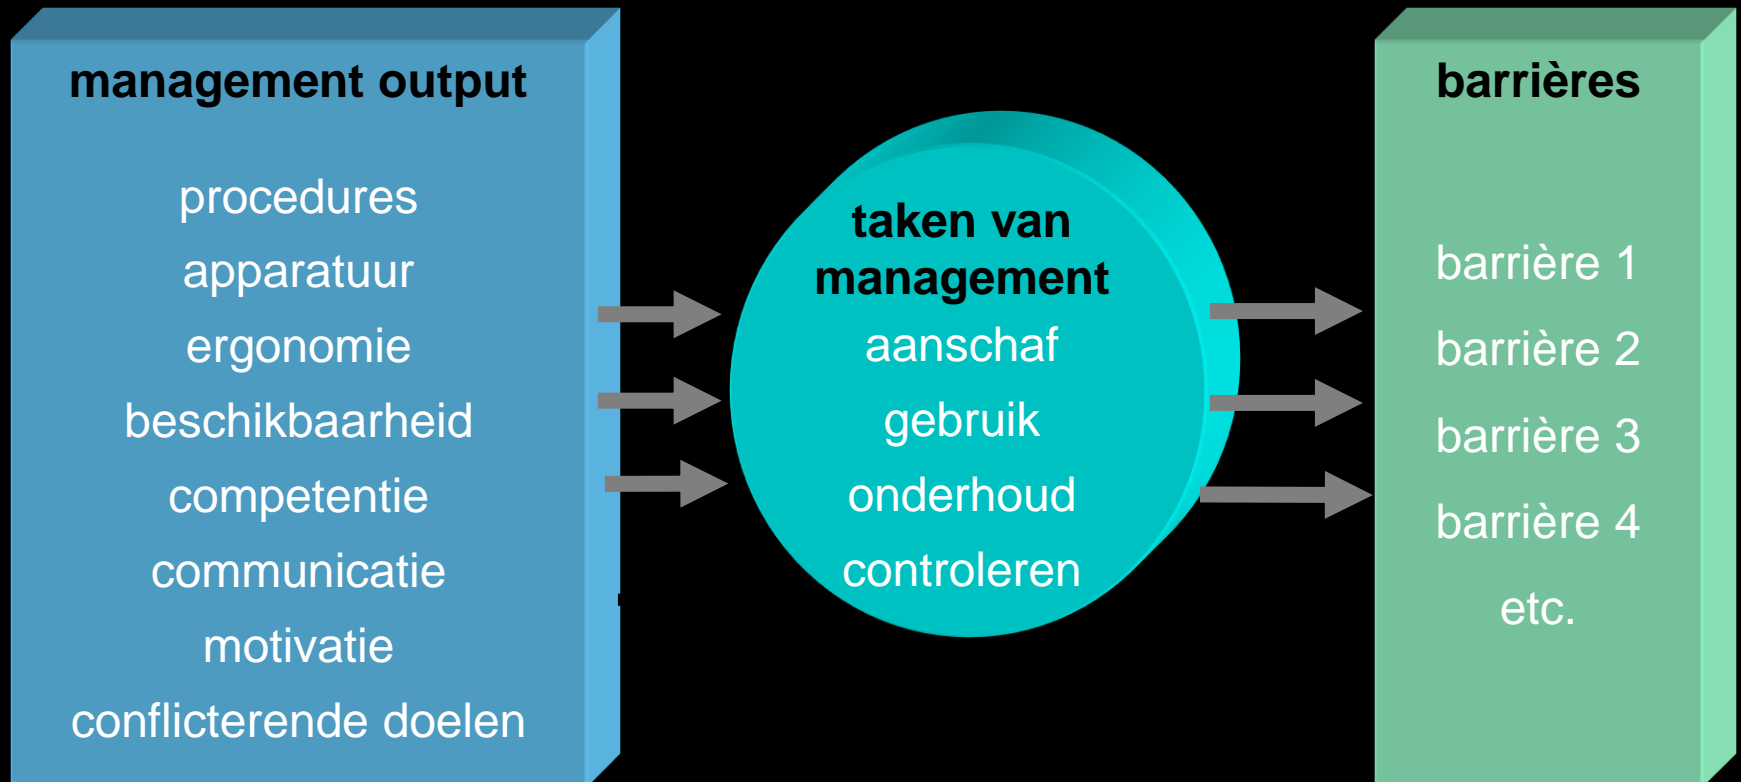 management output
procedures
apparatuur
ergonomie
beschikbaarheid
competentie
communicatie
motivatie
conflicterende doelen
taken van
management
aanschaf
gebruik
onderhoud
controleren
barrières
barrière 1
barrière 2
barrière 3
barrière 4
etc.